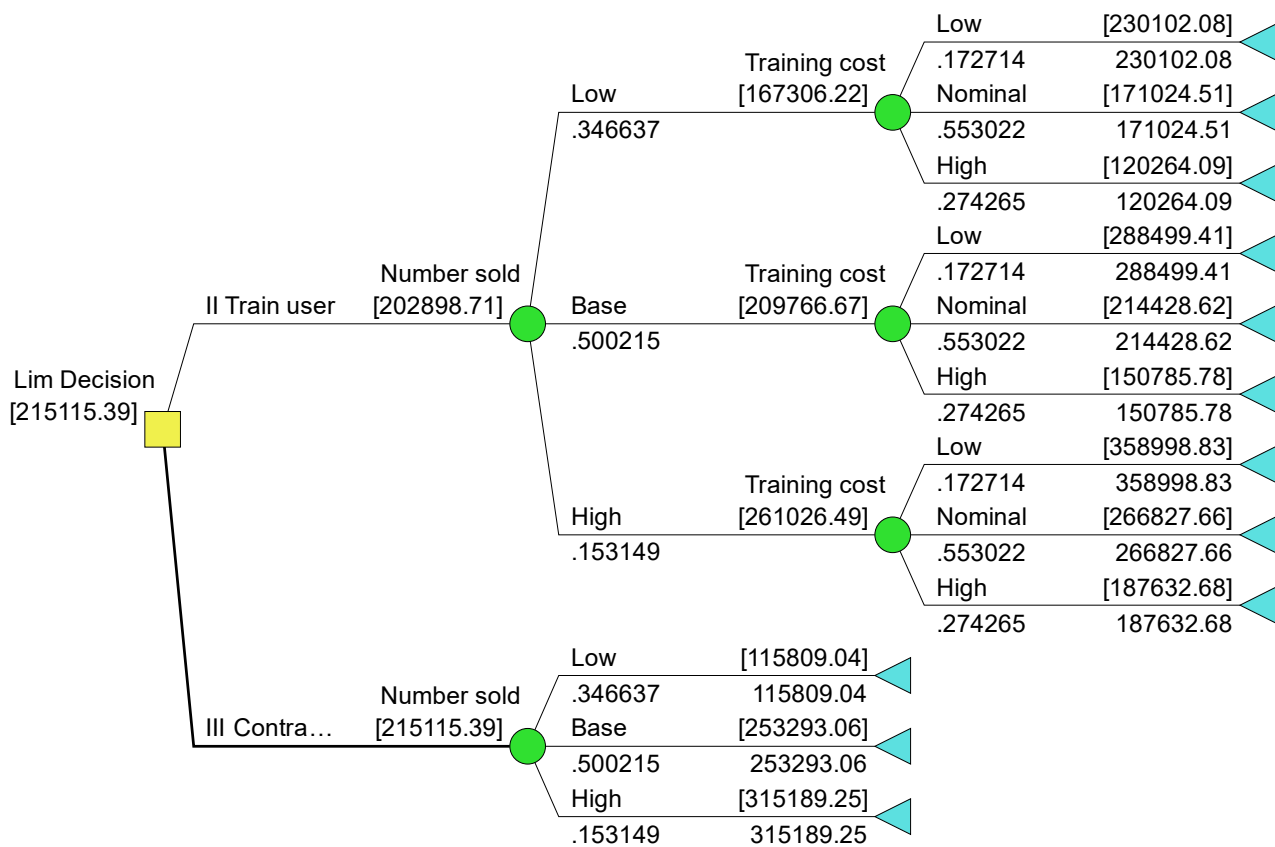 Low [230102.08]
.172714 230102.08
Training cost
[167306.22]
Low
.346637
Nominal [171024.51]
.553022 171024.51
High [120264.09]
.274265 120264.09
Low [288499.41]
.172714 288499.41
Number sold
[202898.71]
II Train user
Training cost
[209766.67]
Base
.500215
Nominal [214428.62]
.553022 214428.62
High [150785.78]
.274265 150785.78
Lim Decision
[215115.39]
Low [358998.83]
.172714 358998.83
Training cost
[261026.49]
High
.153149
Nominal [266827.66]
.553022 266827.66
High [187632.68]
.274265 187632.68
Low [115809.04]
.346637 115809.04
Number sold
[215115.39]
III Contra…
Base [253293.06]
.500215 253293.06
High [315189.25]
.153149 315189.25